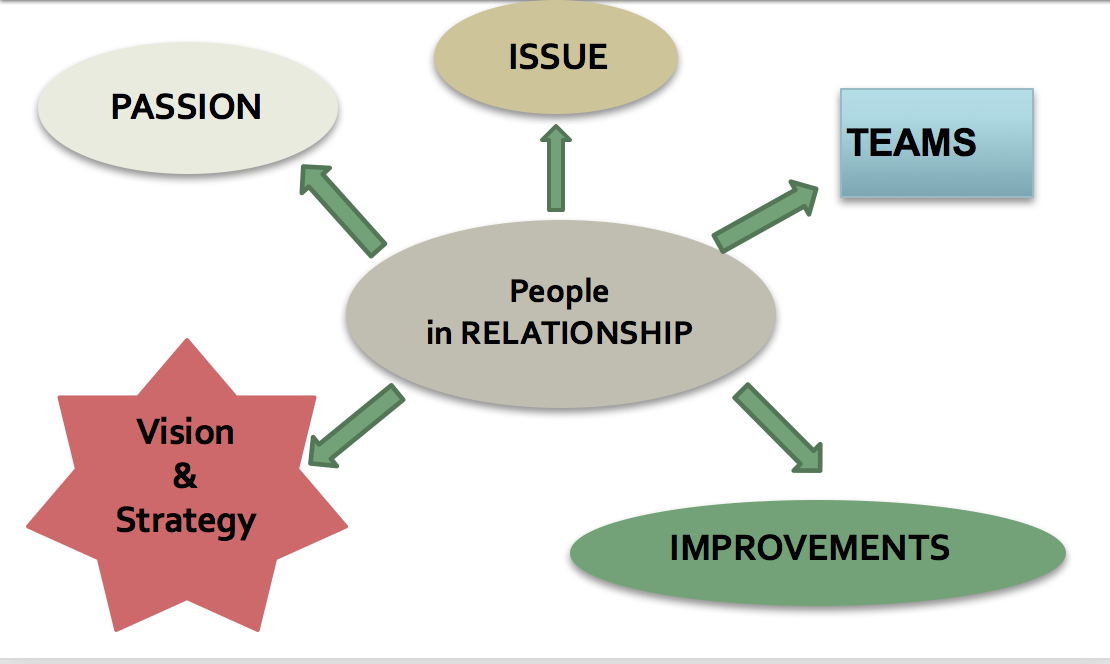 ISSUE
PASSION
TEAMS
People
in RELATIONSHIP
Vision
&
Strategy
IMPROVEMENTS